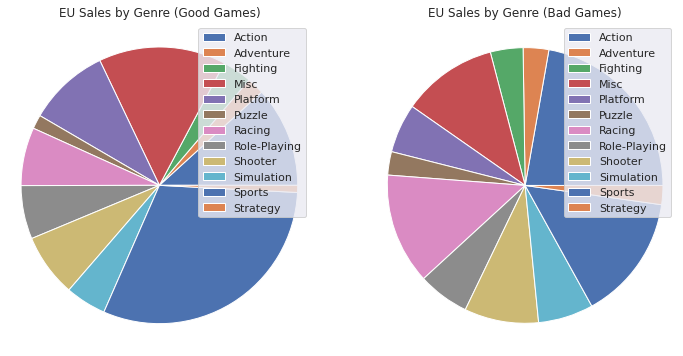 EU Sales by Genre (Good Games)
Action
Adventure
Fighting
Misc
Platform
Puzzle
Racing
Role-Playing
Shooter
Simulation
Sports
Strategy
EU Sales by Genre (Bad Games)
Action
Adventure
Fighting
Misc
Platform
Puzzle
Racing
Role-Playing
Shooter
Simulation
Sports
Strategy